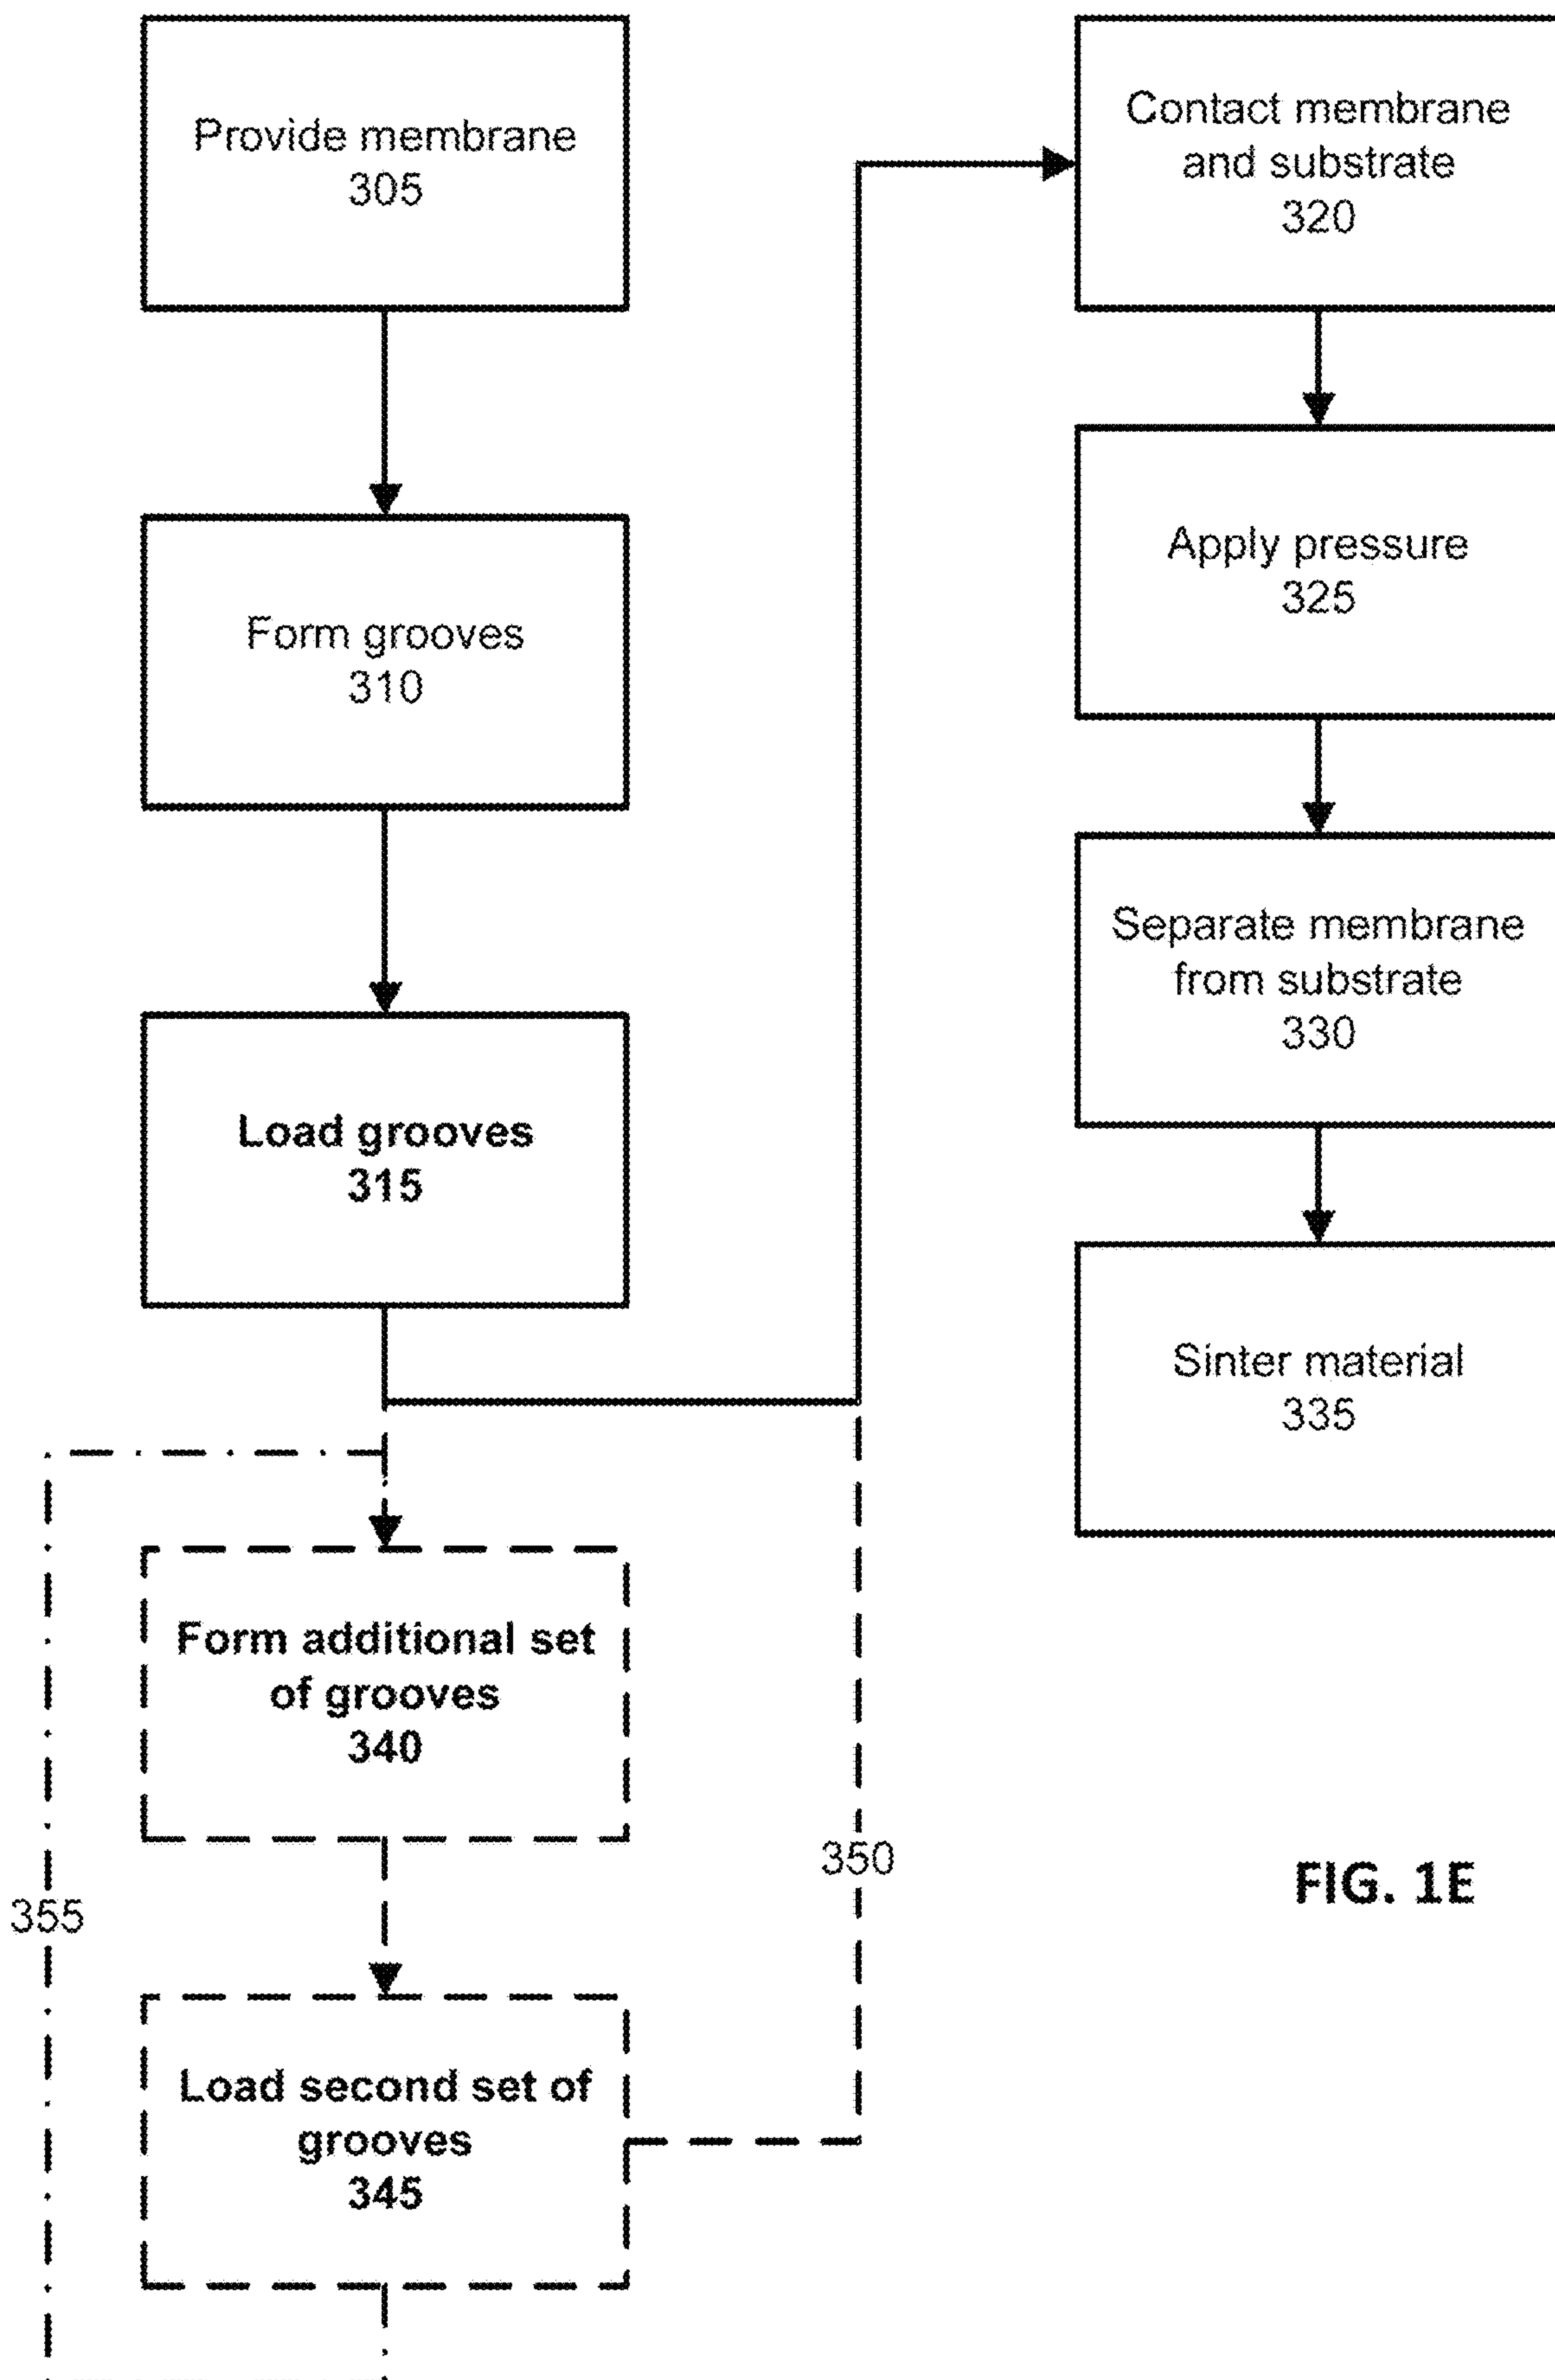 Provide membrane
305
Form grooves
310
Load grooves
315
Form additional set
of grooves
340
Load second set of
grooves
345
355
350
Contact membrane
and substrate
320
Apply pressure
325
Separate membrane
from substrate
330
Sinter material
335
FIG. 1E